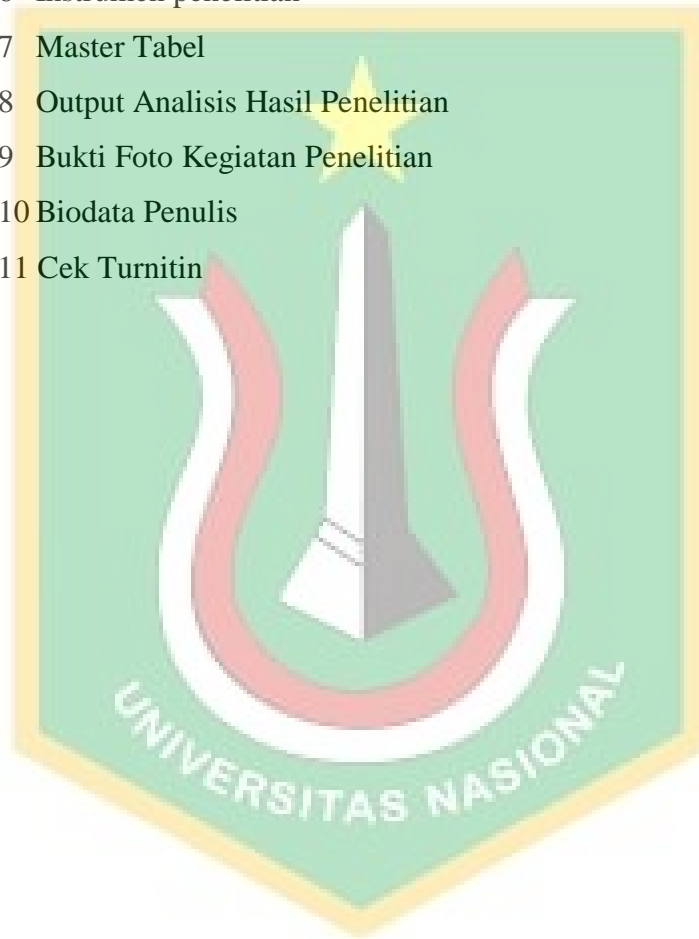 7 Master Tabel
8 Output Analisis Hasil Penelitian
9 Bukti Foto Kegiatan Penelitian
10 Biodata Penulis
11 Cek Turnitin
UNIVERSITAS NASIONAL